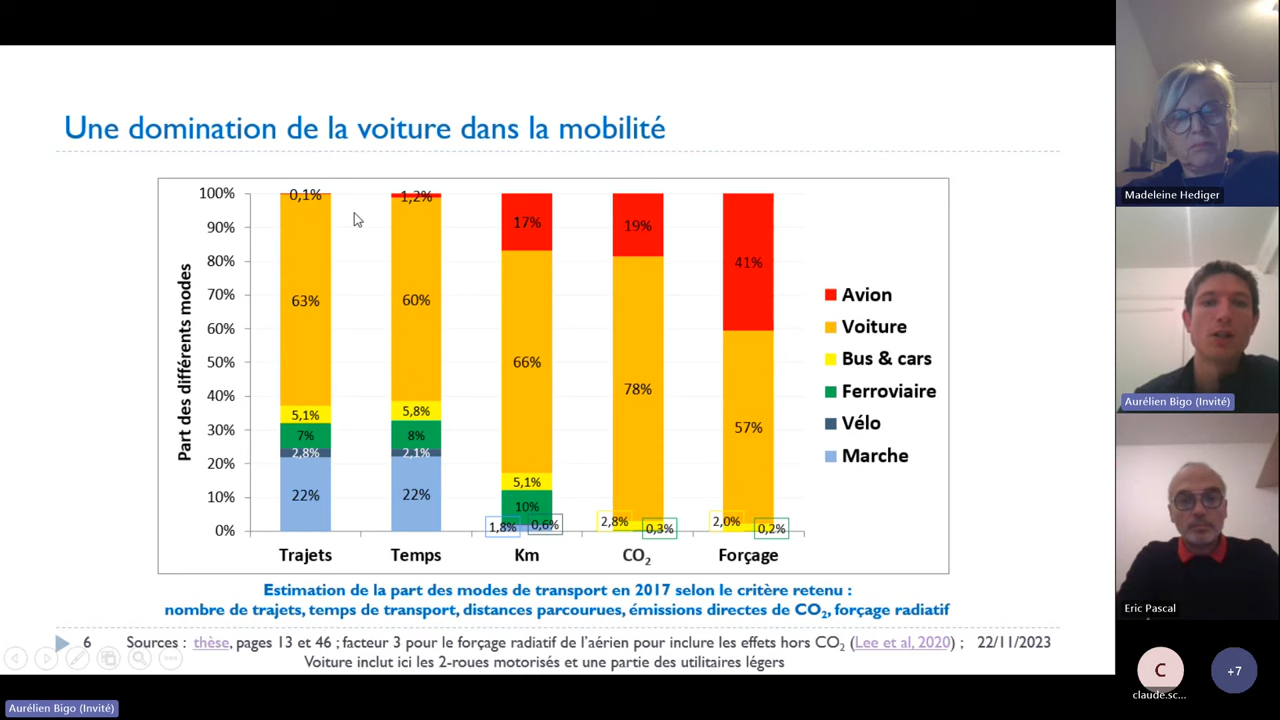 Une domination de la voiture dans la mobilité
Part des différents modes
100%
90%
80%
70%
60%
50%
40%
30%
20%
10%
0%
0,1%
63%
5,1%
7%
2,8%
22%
1,2%
60%
5,8%
8%
2,1%
22%
17%
66%
5,1%
10%
1,8%
0,6%
19%
78%
2,8%
0,3%
41%
57%
2,0%
0,2%
Trajets
Temps
Km
CO₂
Forçage
Avion
Voiture
Bus & cars
Ferroviaire
Vélo
Marche
Estimation de la part des modes de transport en 2017 selon le critère retenu :
nombre de trajets, temps de transport, distances parcourues, émissions directes de CO₂, forçage radiatif
6
Sources : thèse, pages 13 et 46 ; facteur 3 pour le forçage radiatif de l'aérien pour inclure les effets hors CO₂ (Lee et al, 2020) ;
22/11/2023
Voiture inclut ici les 2-roues motorisés et une partie des utilitaires légers
Aurélien Bigo (Invité)
Madeleine Hediger
Aurélien Bigo (Invité)
Eric Pascal
C
claude.sc...
+7